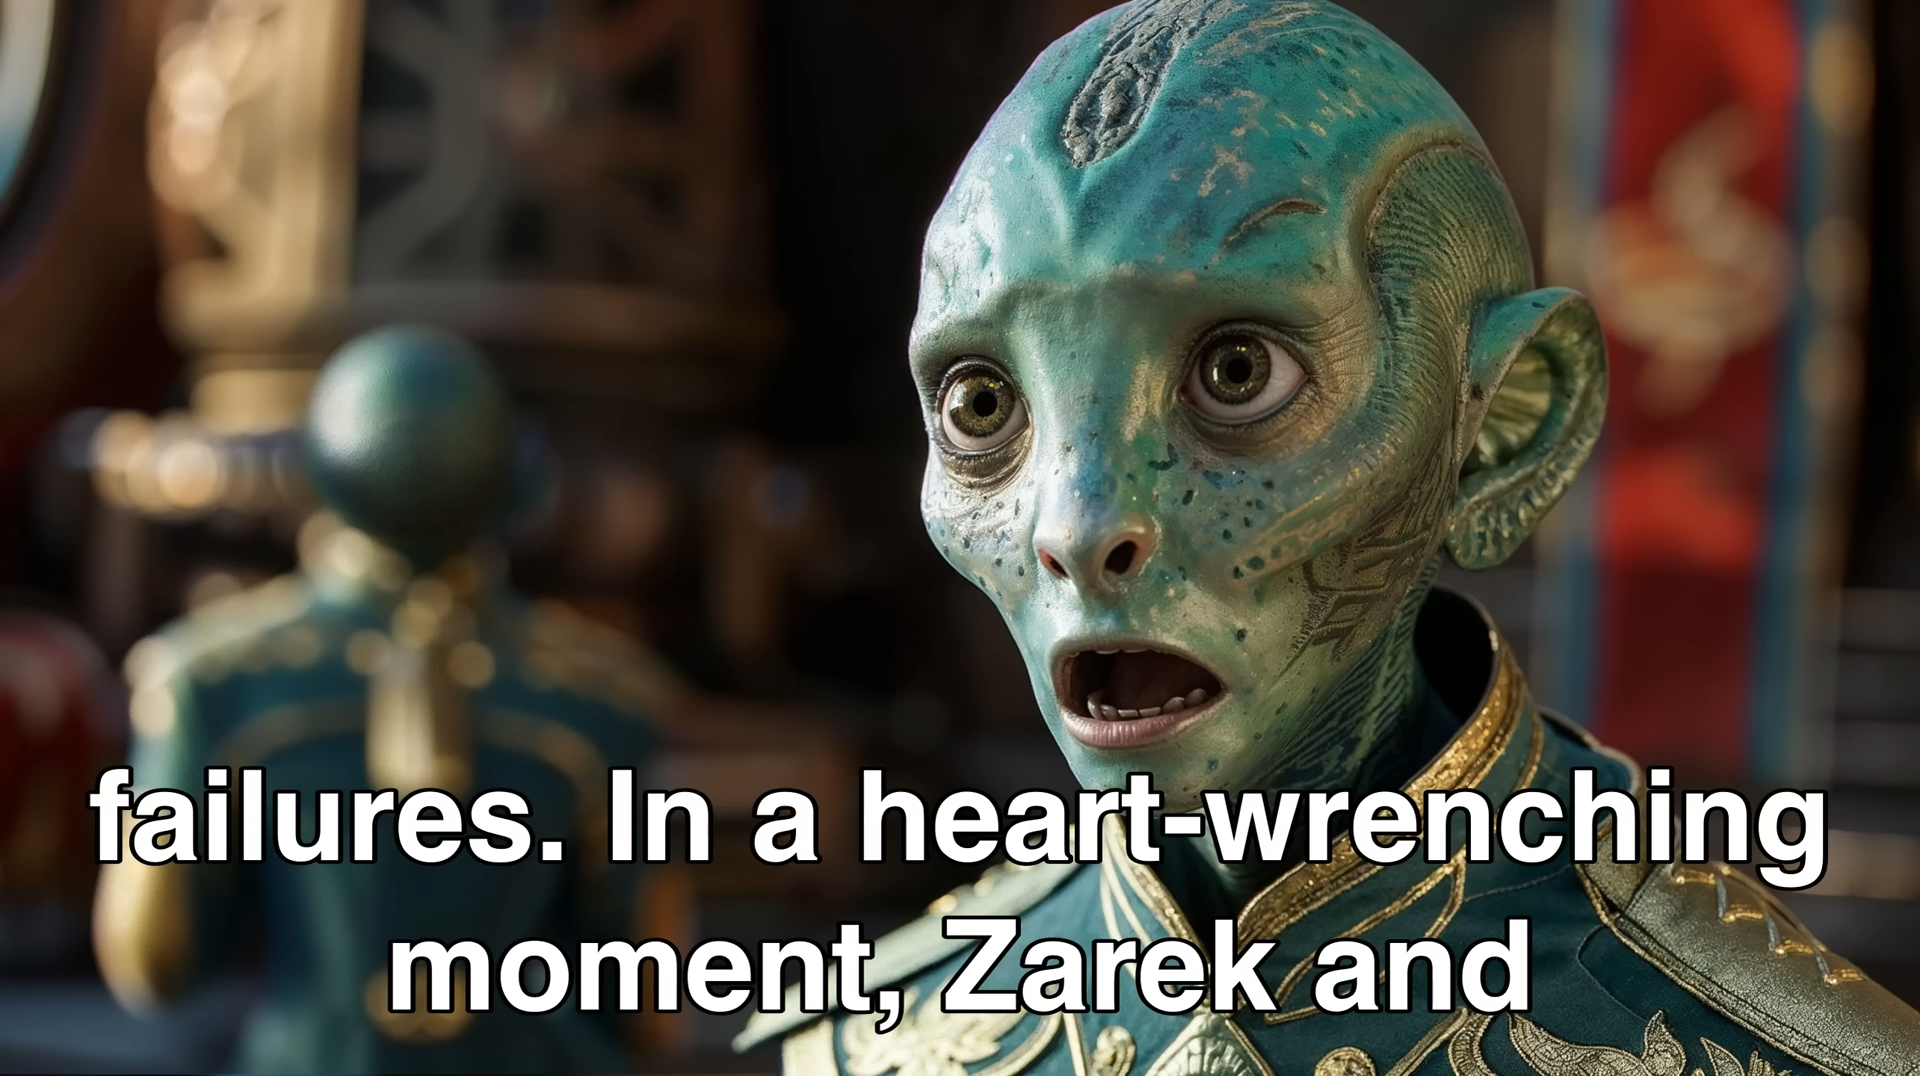 failures. In a heart-wrenching
moment, Zarek and